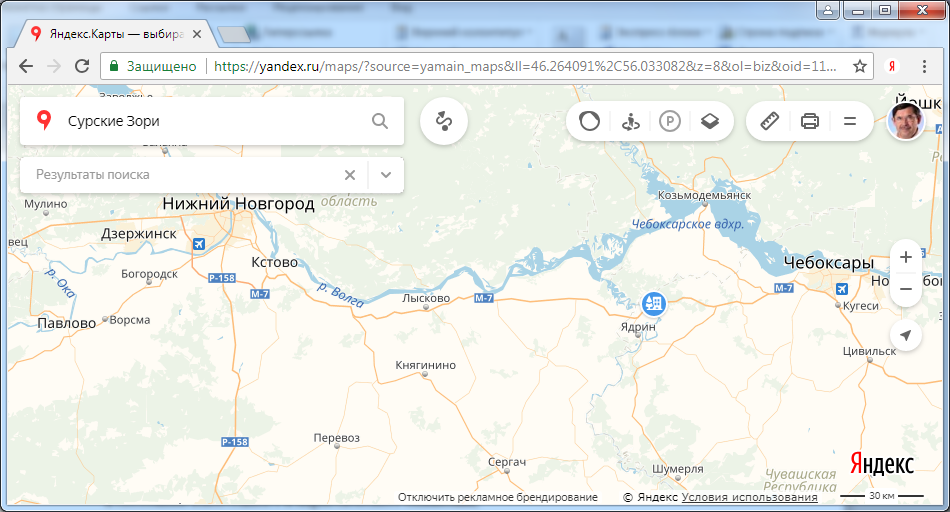 Яндекс.Карты — выбира
Защищено
https://yandex.ru/maps/?source=yamain_maps&ll=46.264091%2C56.033082&z=8&ol=biz&oid=11...
Я
Сурские Зори
P
Результаты поиска
Йошк
Мулино
Нижний Новгород
область
Козьмодемьянск
Чебоксарское вдхр.
Дзержинск
вец
Кстово
Чебоксары
р. Ока
Богородск
Р-158
М-7
р. Волга
Лысково
М-7
М-7
Кугеси
Павлово
Ворсма
Ядрин
Цивильск
Княгинино
Р-158
Перевоз
Сергач
Шумерля
Чувашская
Республика
Яндекс
Отключить рекламное брендирование
© Яндекс Условия использования
30 км